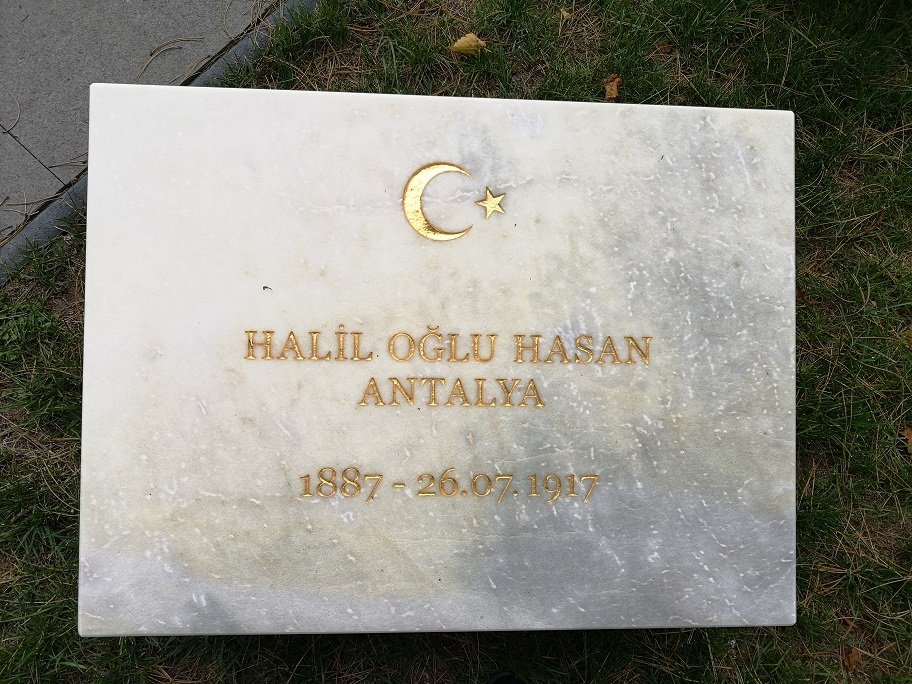 HALİL OĞLU HASAN
ANTALYA
1887 - 26.07.1917